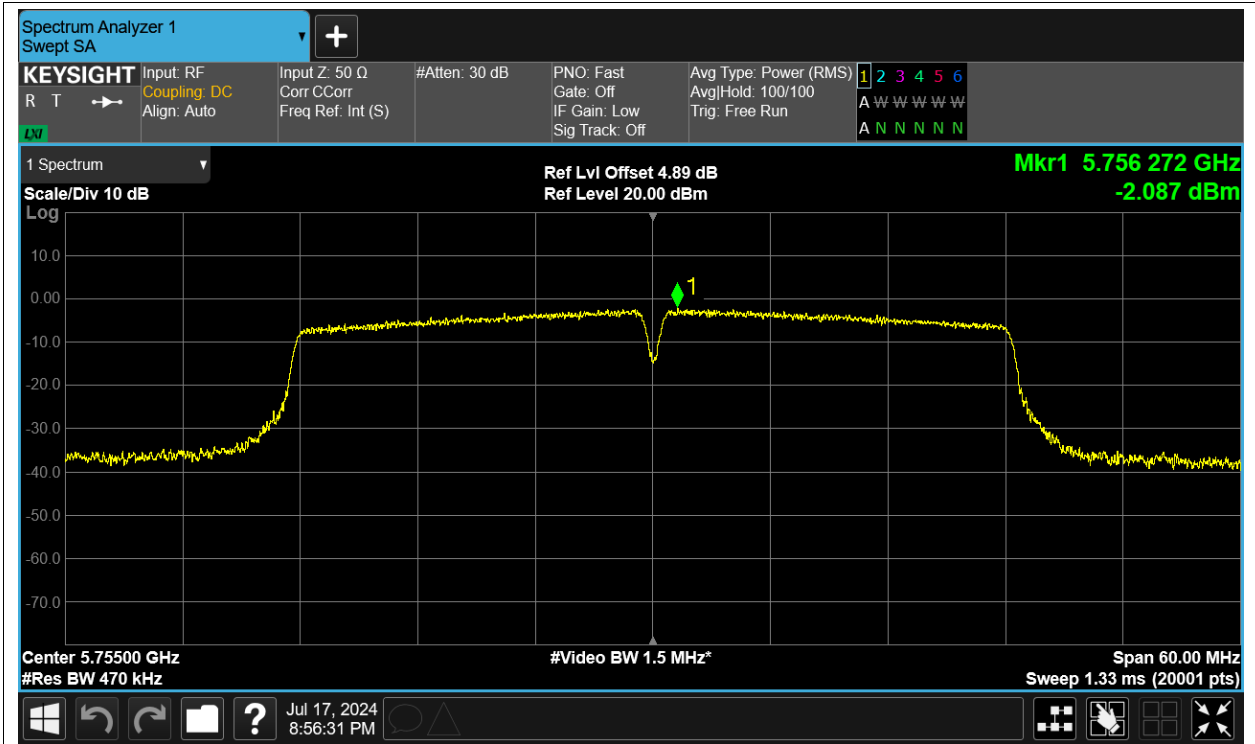 Spectrum Analyzer 1
Swept SA
+
KEYSIGHT
R T
LXI
Input: RF
Coupling: DC
Align: Auto
Input Z: 50 Ω
Corr CCorr
Freq Ref: Int (S)
#Atten: 30 dB
PNO: Fast
Gate: Off
IF Gain: Low
Sig Track: Off
Avg Type: Power (RMS)
Avg|Hold: 100/100
Trig: Free Run
1 2 3 4 5 6
A W W W W W
A N N N N N
1 Spectrum
Scale/Div 10 dB
Log
Ref Lvl Offset 4.89 dB
Ref Level 20.00 dBm
Mkr1 5.756 272 GHz
-2.087 dBm
10.0
0.00
-10.0
-20.0
-30.0
-40.0
-50.0
-60.0
-70.0
1
Center 5.75500 GHz
#Res BW 470 kHz
#Video BW 1.5 MHz*
Span 60.00 MHz
Sweep 1.33 ms (20001 pts)
?
Jul 17, 2024
8:56:31 PM